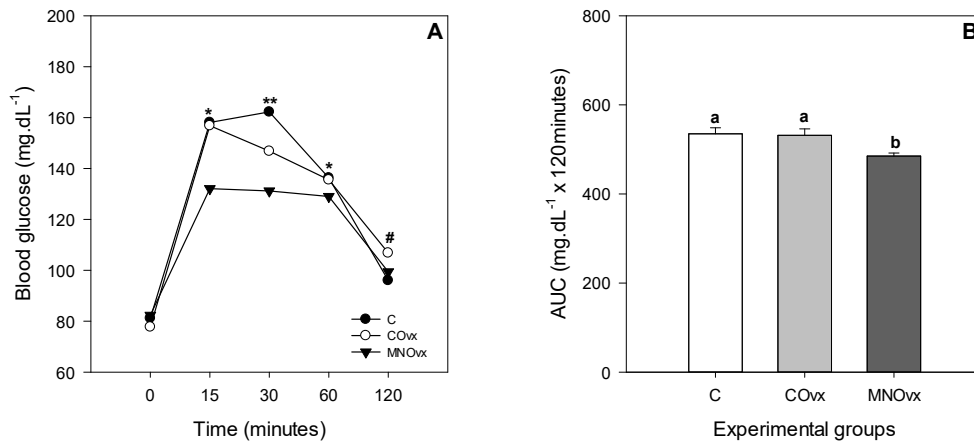 A
Blood glucose (mg.dL⁻¹)
180
160
140
120
100
80
60
*
**
*
#
C
COvx
MNOvx
0 15 30 60 120
Time (minutes)
B
AUC (mg.dL⁻¹ x 120minutes)
800
600
400
200
0
a a b
C COvx MNOvx
Experimental groups